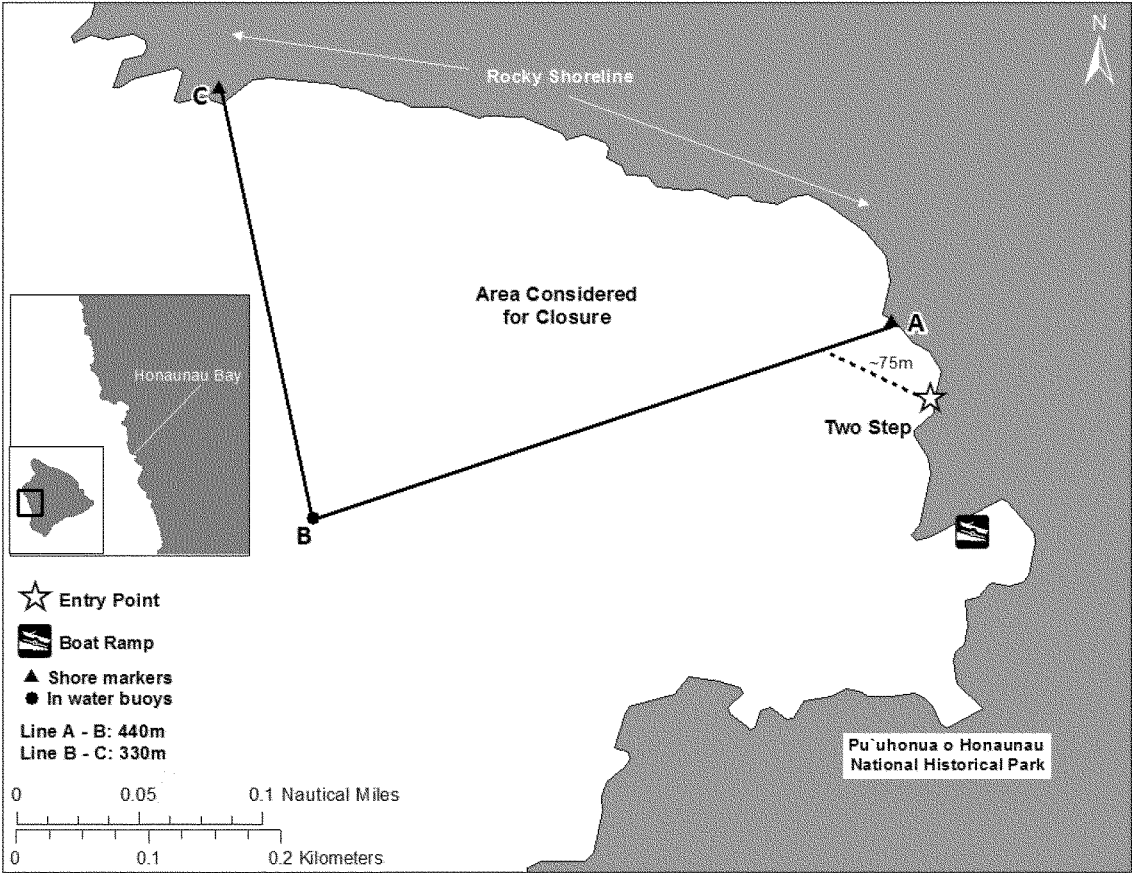 N
Rocky Shoreline
C
Area Considered
for Closure
A
~75m
Two Step
Honaunau Bay
B
Entry Point
Boat Ramp
Shore markers
In water buoys
Line A - B: 440m
Line B - C: 330m
Pu`uhonua o Honaunau
National Historical Park
0 0.05 0.1 Nautical Miles
0 0.1 0.2 Kilometers